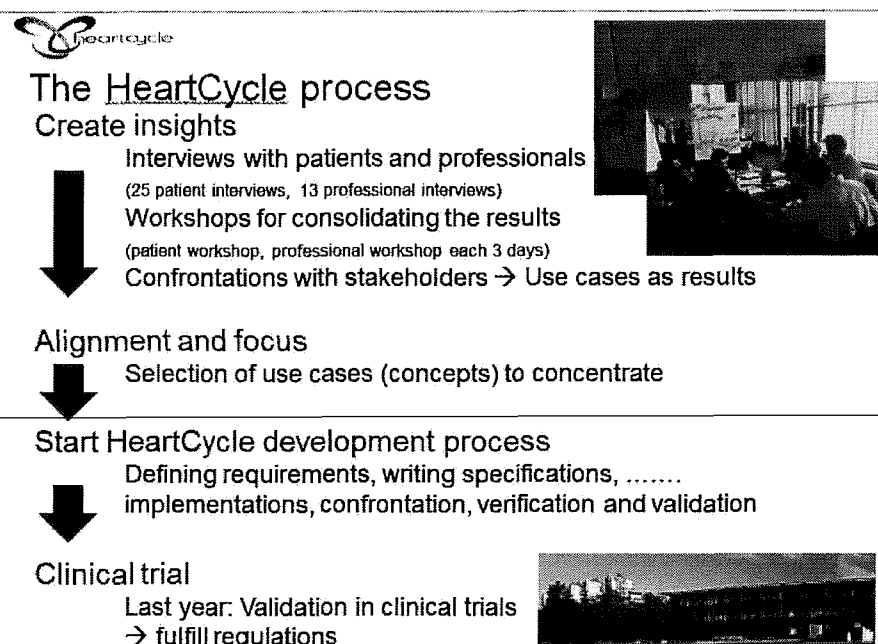 heartcycle
The HeartCycle process
Create insights
Interviews with patients and professionals
(25 patient interviews, 13 professional interviews)
Workshops for consolidating the results
(patient workshop, professional workshop each 3 days)
Confrontations with stakeholders → Use cases as results
Alignment and focus
Selection of use cases (concepts) to concentrate
Start HeartCycle development process
Defining requirements, writing specifications, .......
implementations, confrontation, verification and validation
Clinical trial
Last year: Validation in clinical trials
→ fulfill regulations